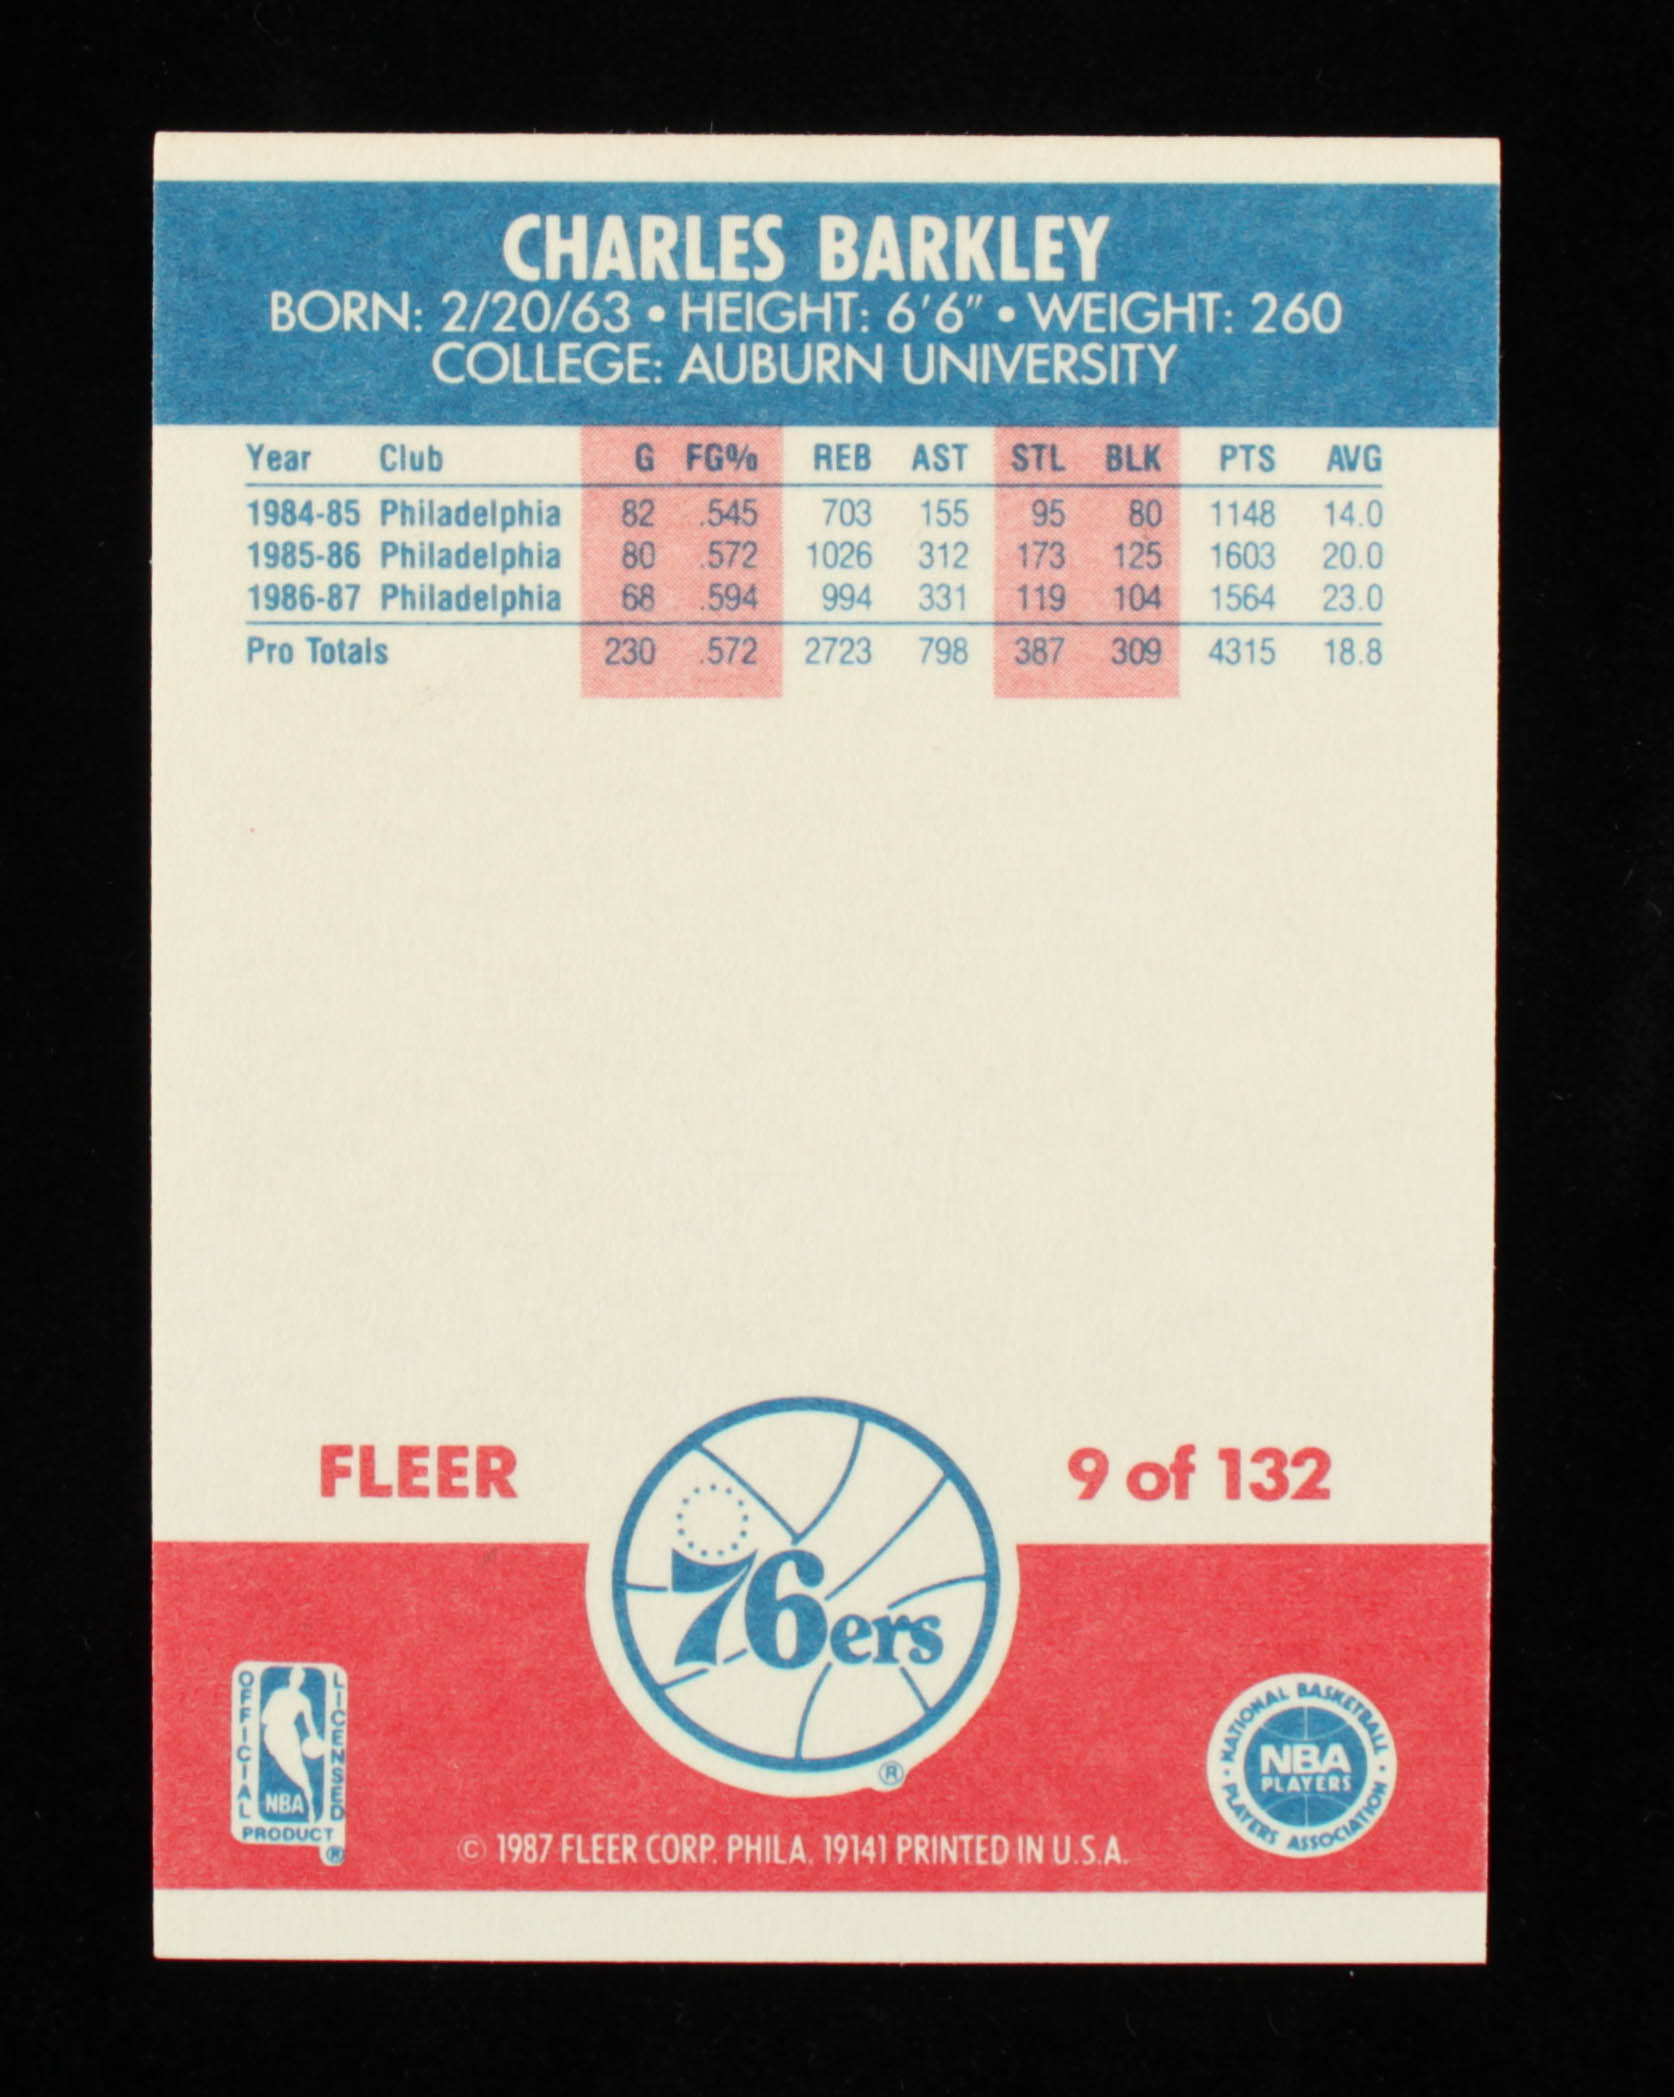 CHARLES BARKLEY
BORN: 2/20/63 • HEIGHT: 6'6" • WEIGHT: 260
COLLEGE: AUBURN UNIVERSITY
Year Club G FG% REB AST STL BLK PTS AVG
1984-85 Philadelphia 82 .545 703 155 95 80 1148 14.0
1985-86 Philadelphia 80 .572 1026 312 173 125 1603 20.0
1986-87 Philadelphia 68 .594 994 331 119 104 1564 23.0
Pro Totals 230 .572 2723 798 387 309 4315 18.8
FLEER
9 of 132
76ers
®
OFFICIAL
LICENSED
NBA
PRODUCT
®
NATIONAL BASKETBALL
• PLAYERS ASSOCIATION •
NBA
PLAYERS
© 1987 FLEER CORP. PHILA. 19141 PRINTED IN U.S.A.